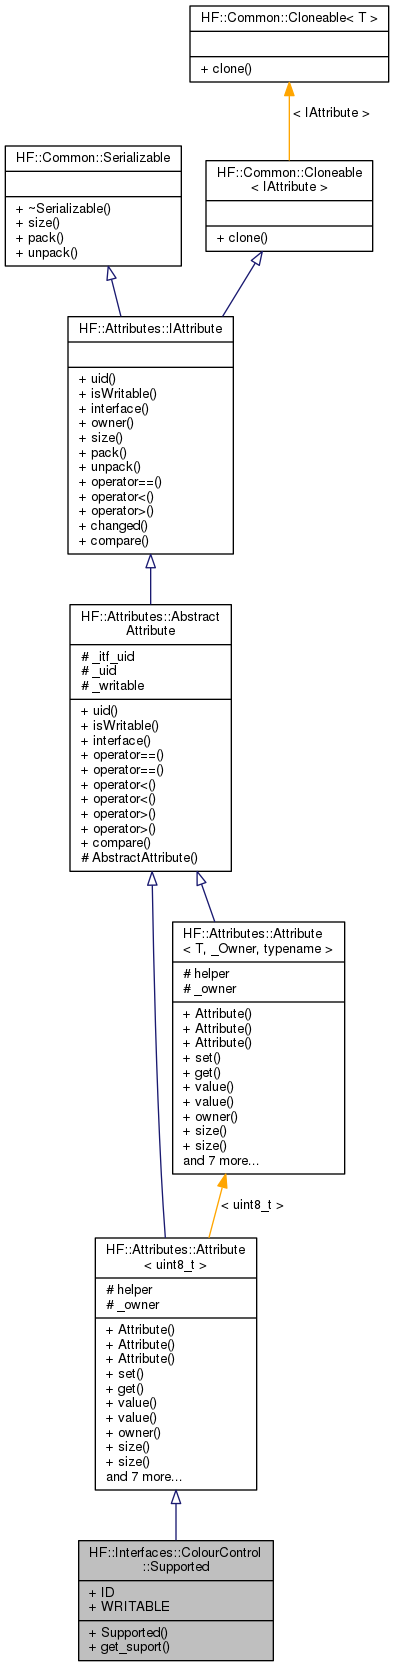 HF::Common::Cloneable< T >
+ clone()
< IAttribute >
HF::Common::Serializable
+ ~Serializable()
+ size()
+ pack()
+ unpack()
HF::Common::Cloneable
< IAttribute >
+ clone()
HF::Attributes::IAttribute
+ uid()
+ isWritable()
+ interface()
+ owner()
+ size()
+ pack()
+ unpack()
+ operator==()
+ operator<()
+ operator>()
+ changed()
+ compare()
HF::Attributes::Abstract
Attribute
# _itf_uid
# _uid
# _writable
+ uid()
+ isWritable()
+ interface()
+ operator==()
+ operator==()
+ operator<()
+ operator<()
+ operator>()
+ operator>()
+ compare()
# AbstractAttribute()
HF::Attributes::Attribute
< T, _Owner, typename >
# helper
# _owner
+ Attribute()
+ Attribute()
+ Attribute()
+ set()
+ get()
+ value()
+ value()
+ owner()
+ size()
+ size()
and 7 more...
< uint8_t >
HF::Attributes::Attribute
< uint8_t >
# helper
# _owner
+ Attribute()
+ Attribute()
+ Attribute()
+ set()
+ get()
+ value()
+ value()
+ owner()
+ size()
+ size()
and 7 more...
HF::Interfaces::ColourControl
::Supported
+ ID
+ WRITABLE
+ Supported()
+ get_suport()